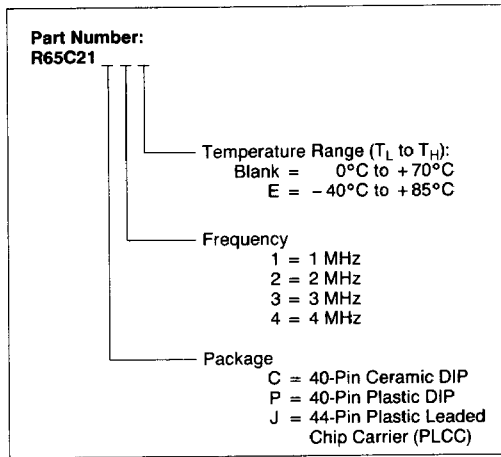 Part Number:
R65C21 _ _ _
Temperature Range (TL to TH):
Blank = 0°C to +70°C
E = −40°C to +85°C
Frequency
1 = 1 MHz
2 = 2 MHz
3 = 3 MHz
4 = 4 MHz
Package
C = 40-Pin Ceramic DIP
P = 40-Pin Plastic DIP
J = 44-Pin Plastic Leaded
Chip Carrier (PLCC)